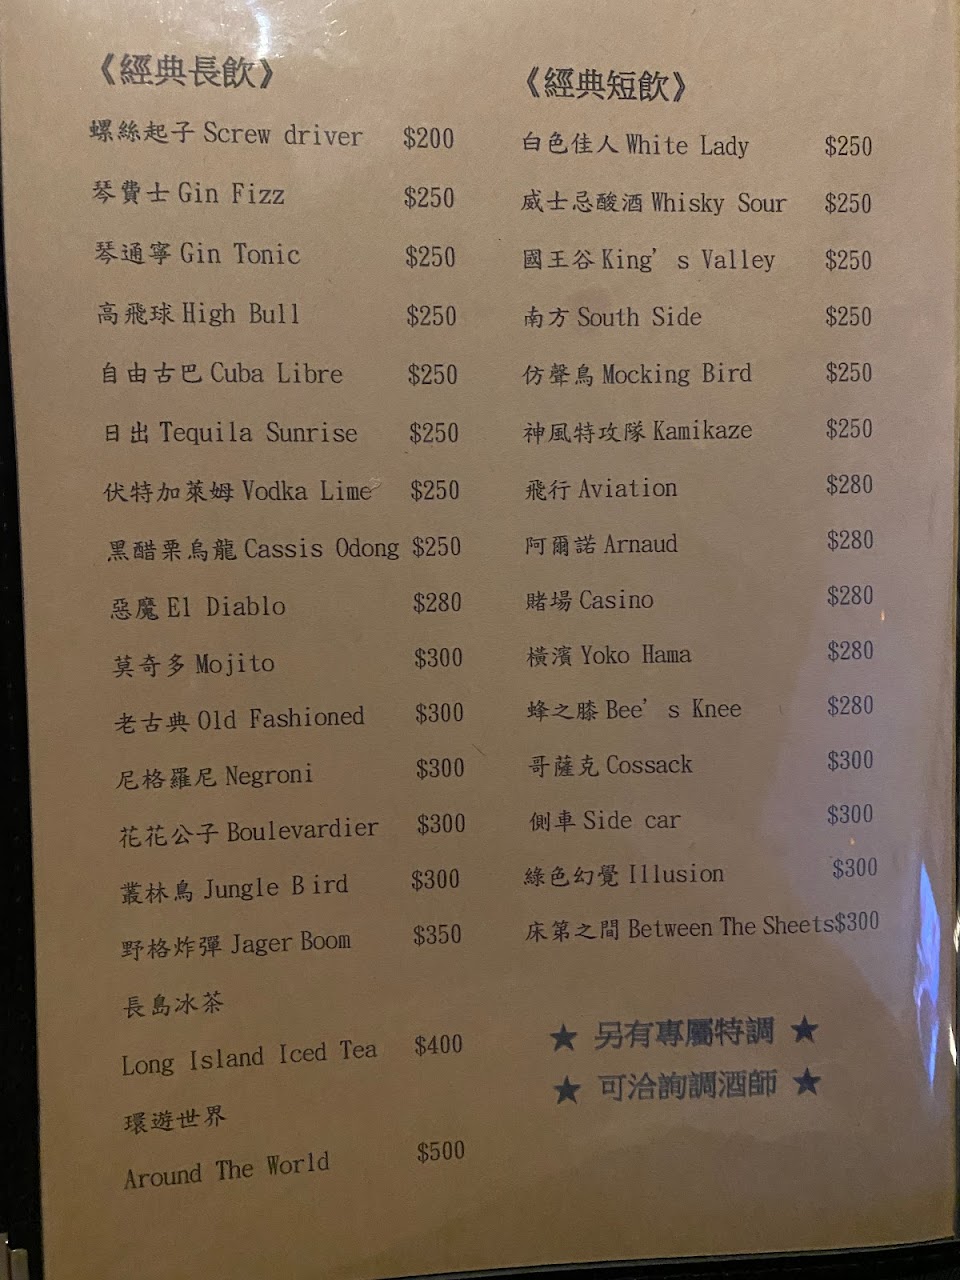 《經典長飲》
螺絲起子 Screw driver $200
琴費士 Gin Fizz $250
琴通寧 Gin Tonic $250
高飛球 High Bull $250
自由古巴 Cuba Libre $250
日出 Tequila Sunrise $250
伏特加萊姆 Vodka Lime $250
黑醋栗烏龍 Cassis Odong $250
惡魔 El Diablo $280
莫奇多 Mojito $300
老古典 Old Fashioned $300
尼格羅尼 Negroni $300
花花公子 Boulevardier $300
叢林鳥 Jungle Bird $300
野格炸彈 Jager Boom $350
長島冰茶
Long Island Iced Tea $400
環遊世界
Around The World $500
《經典短飲》
白色佳人 White Lady $250
威士忌酸酒 Whisky Sour $250
國王谷 King's Valley $250
南方 South Side $250
仿聲鳥 Mocking Bird $250
神風特攻隊 Kamikaze $250
飛行 Aviation $280
阿爾諾 Arnaud $280
賭場 Casino $280
橫濱 Yoko Hama $280
蜂之膝 Bee's Knee $280
哥薩克 Cossack $300
側車 Side car $300
綠色幻覺 Illusion $300
床第之間 Between The Sheets $300
★ 另有專屬特調 ★
★ 可洽詢調酒師 ★